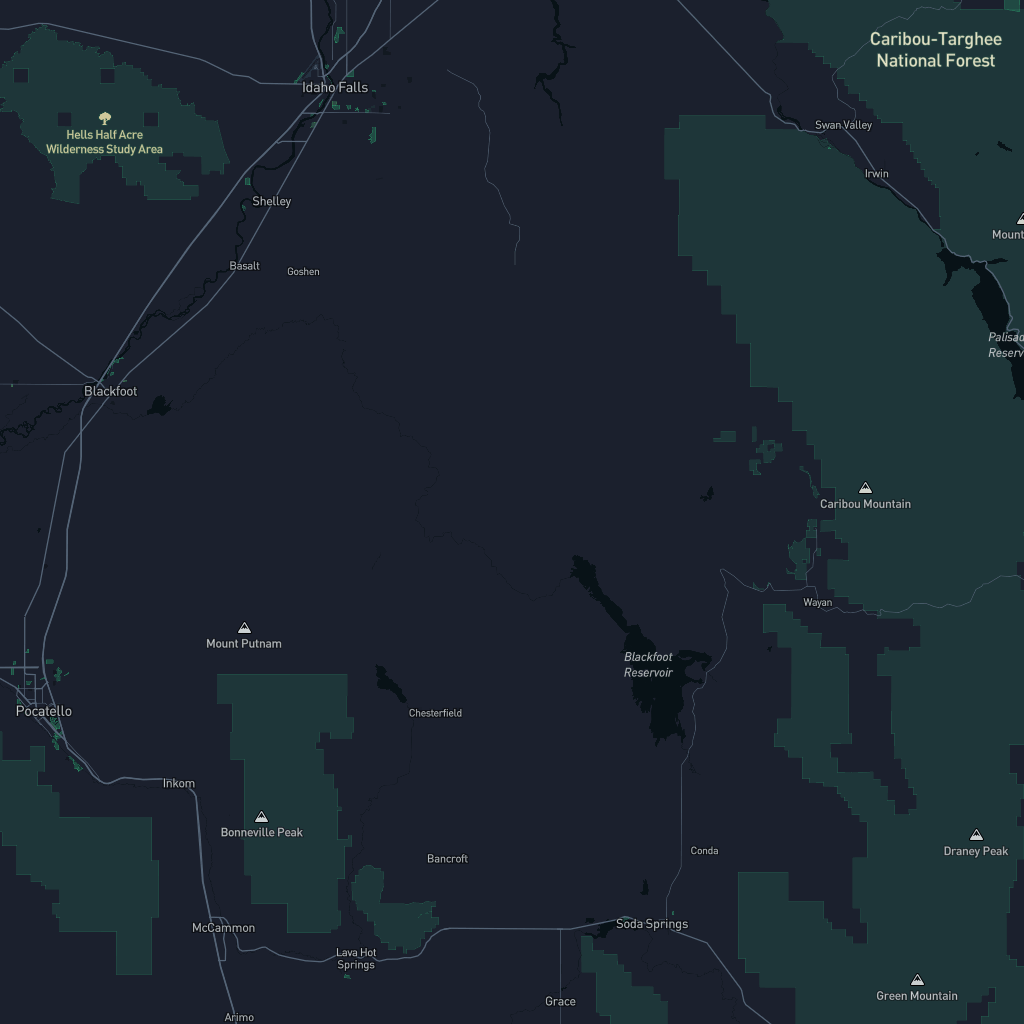 Caribou-Targhee
National Forest
Idaho Falls
Swan Valley
Hells Half Acre
Wilderness Study Area
Irwin
Shelley
Mount
Basalt
Goshen
Palisad
Reserv
Blackfoot
Caribou Mountain
Wayan
Mount Putnam
Blackfoot
Reservoir
Pocatello
Chesterfield
Inkom
Bonneville Peak
Bancroft
Conda
Draney Peak
McCammon
Soda Springs
Lava Hot
Springs
Green Mountain
Grace
Arimo